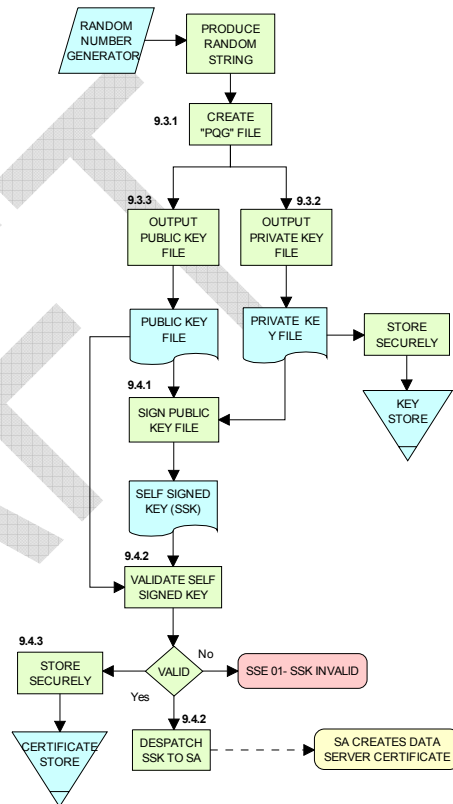 RANDOM
NUMBER
GENERATOR
PRODUCE
RANDOM
STRING
9.3.1
CREATE
"PQG" FILE
9.3.3
OUTPUT
PUBLIC KEY
FILE
9.3.2
OUTPUT
PRIVATE KEY
FILE
PUBLIC KEY
FILE
PRIVATE KE
Y FILE
STORE
SECURELY
KEY
STORE
9.4.1
SIGN PUBLIC
KEY FILE
SELF SIGNED
KEY (SSK)
9.4.2
VALIDATE SELF
SIGNED KEY
9.4.3
STORE
SECURELY
VALID
No
SSE 01- SSK INVALID
Yes
CERTIFICATE
STORE
9.4.2
DESPATCH
SSK TO SA
SA CREATES DATA
SERVER CERTIFICATE